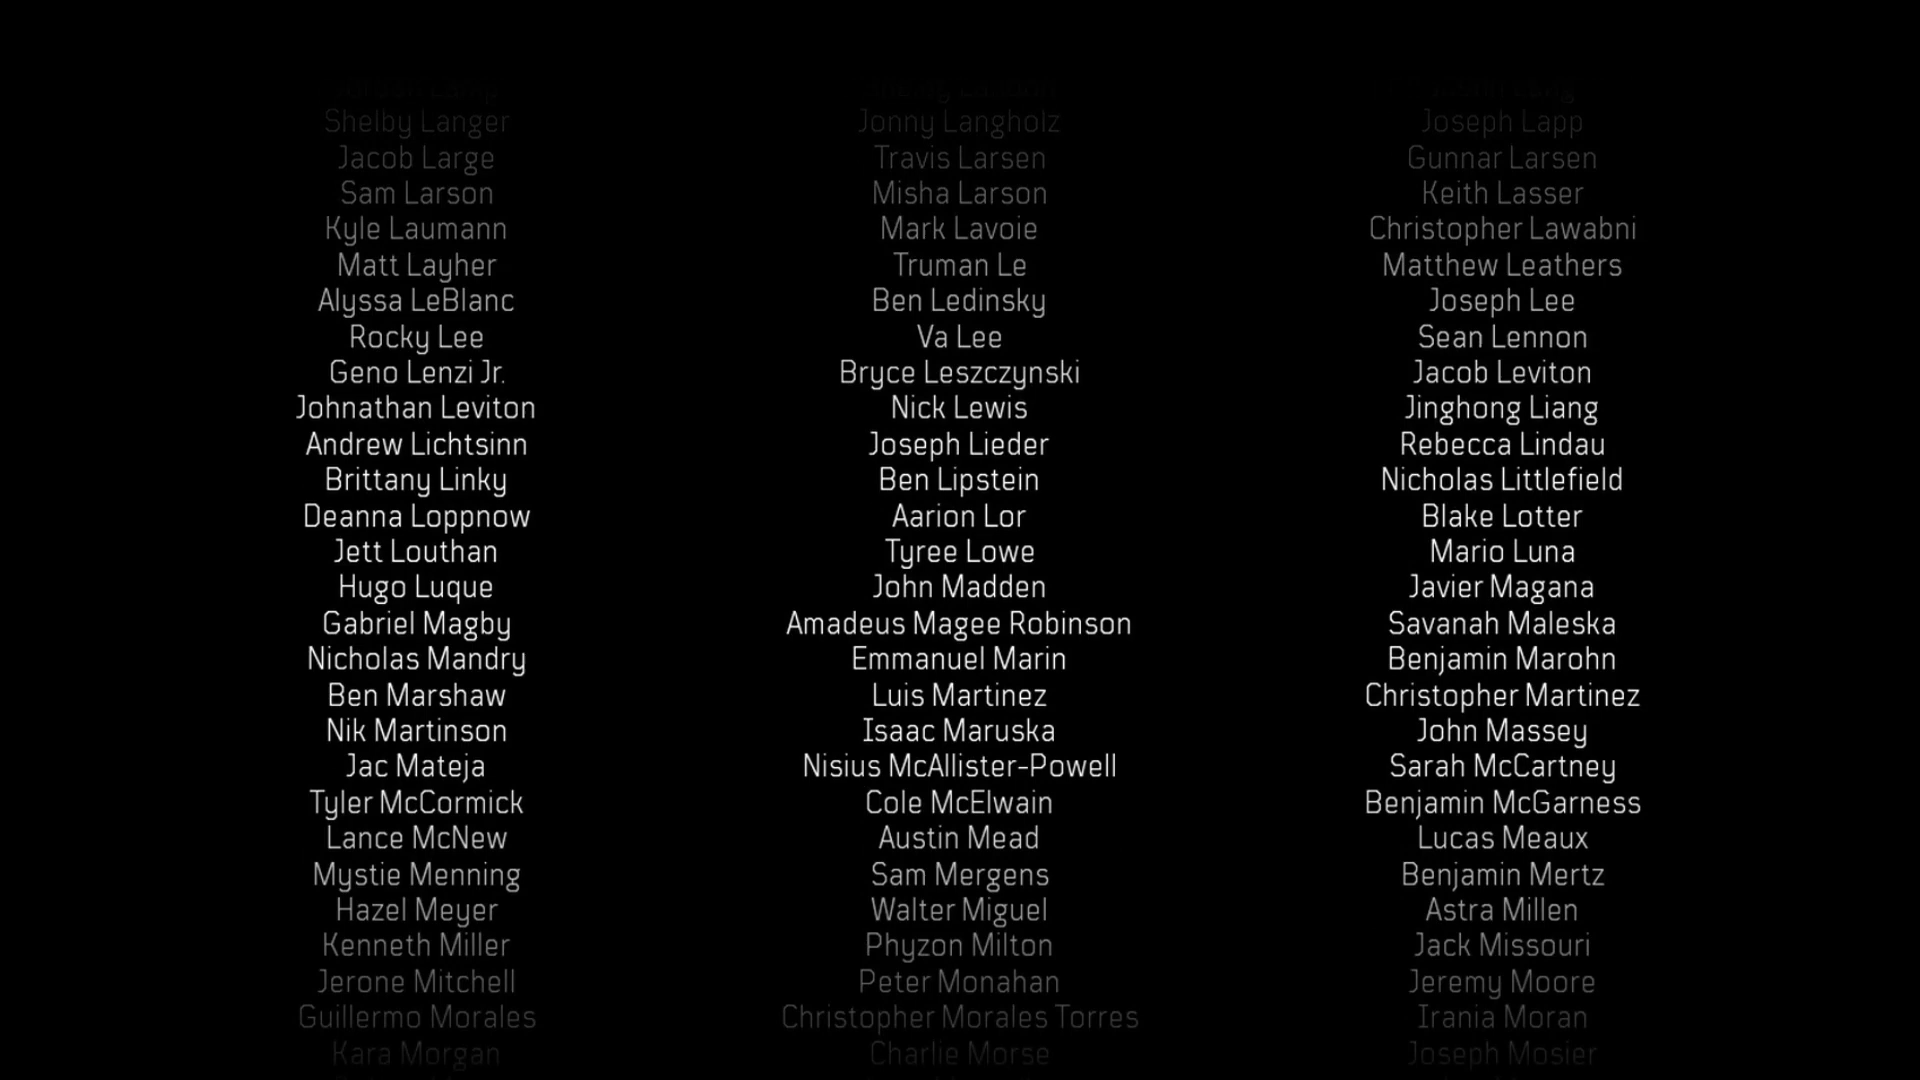 Shelby Langer Jonny Langholz Joseph Lapp
Jacob Large Travis Larsen Gunnar Larsen
Sam Larson Misha Larson Keith Lasser
Kyle Laumann Mark Lavoie Christopher Lawabni
Matt Layher Truman Le Matthew Leathers
Alyssa LeBlanc Ben Ledinsky Joseph Lee
Rocky Lee Va Lee Sean Lennon
Geno Lenzi Jr. Bryce Leszczynski Jacob Leviton
Johnathan Leviton Nick Lewis Jinghong Liang
Andrew Lichtsinn Joseph Lieder Rebecca Lindau
Brittany Linky Ben Lipstein Nicholas Littlefield
Deanna Loppnow Aarion Lor Blake Lotter
Jett Louthan Tyree Lowe Mario Luna
Hugo Luque John Madden Javier Magana
Gabriel Magby Amadeus Magee Robinson Savanah Maleska
Nicholas Mandry Emmanuel Marin Benjamin Marohn
Ben Marshaw Luis Martinez Christopher Martinez
Nik Martinson Isaac Maruska John Massey
Jac Mateja Nisius McAllister-Powell Sarah McCartney
Tyler McCormick Cole McElwain Benjamin McGarness
Lance McNew Austin Mead Lucas Meaux
Mystie Menning Sam Mergens Benjamin Mertz
Hazel Meyer Walter Miguel Astra Millen
Kenneth Miller Phyzon Milton Jack Missouri
Jerone Mitchell Peter Monahan Jeremy Moore
Guillermo Morales Christopher Morales Torres Irania Moran
Kara Morgan Charlie Morse Joseph Mosier